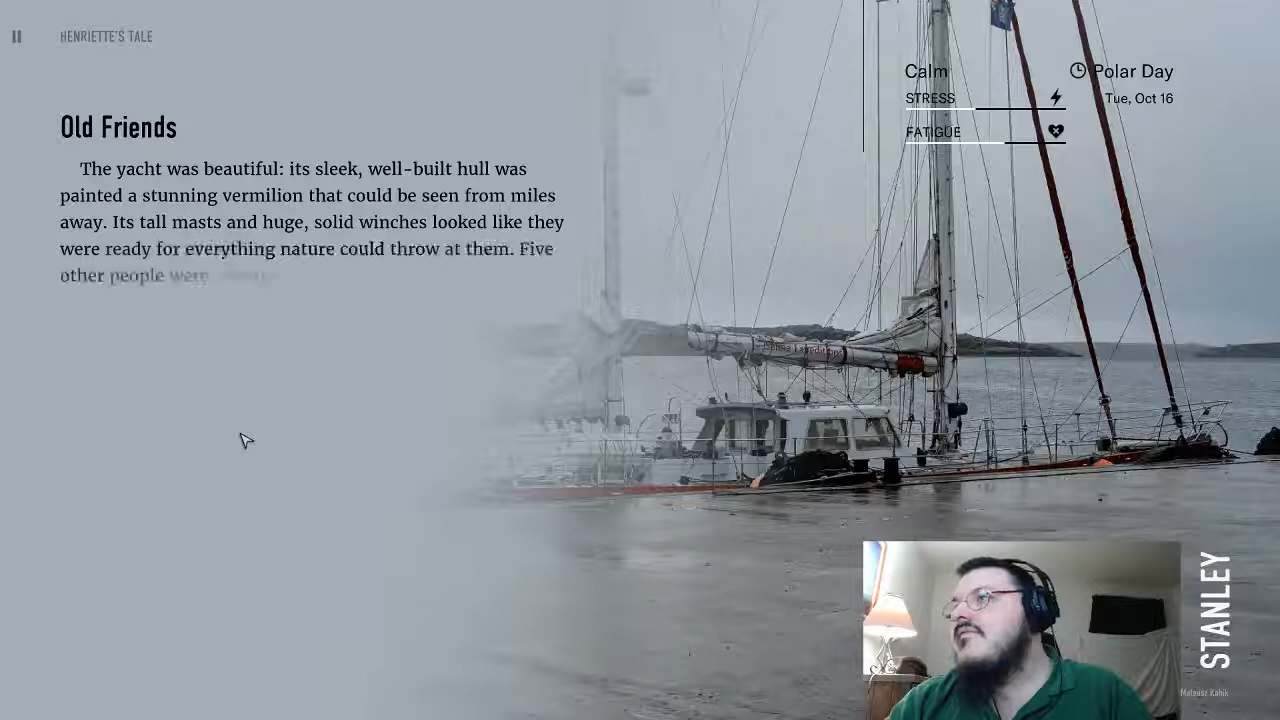 HENRIETTE'S TALE
Calm
Polar Day
STRESS
Tue, Oct 16
FATIGUE
Old Friends
The yacht was beautiful: its sleek, well-built hull was
painted a stunning vermilion that could be seen from miles
away. Its tall masts and huge, solid winches looked like they
were ready for everything nature could throw at them. Five
other people were
STANLEY